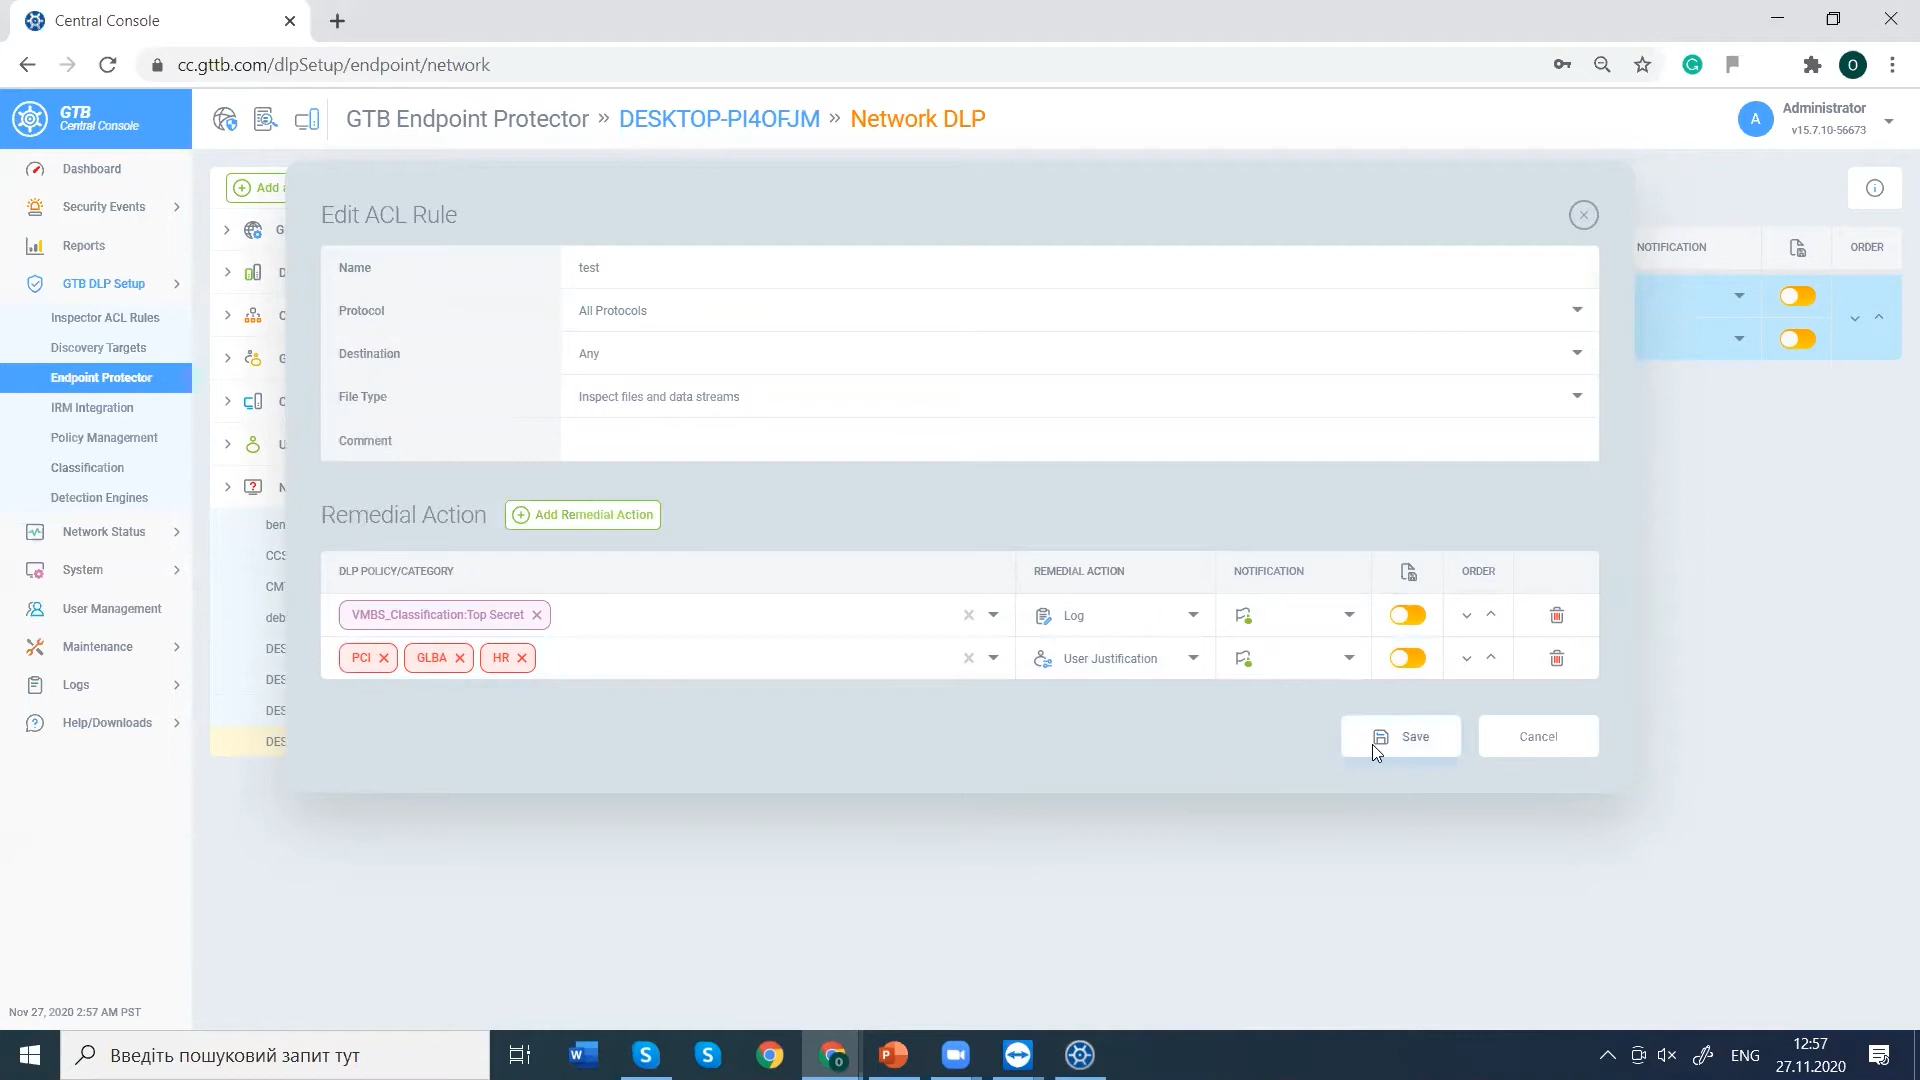 Central Console
cc.gttb.com/dlpSetup/endpoint/network
O
GTB
Central Console
GTB Endpoint Protector » DESKTOP-PI4OFJM » Network DLP
A
Administrator
v15.7.10-56673
Dashboard
Security Events
Reports
GTB DLP Setup
Inspector ACL Rules
Discovery Targets
Endpoint Protector
IRM Integration
Policy Management
Classification
Detection Engines
Network Status
System
User Management
Maintenance
Logs
Help/Downloads
Nov 27, 2020 2:57 AM PST
Add a
G
D
C
G
C
U
N
ben
CCS
CM
deb
DES
DES
DES
DES
NOTIFICATION ORDER
Edit ACL Rule
Name test
Protocol All Protocols
Destination Any
File Type Inspect files and data streams
Comment
Remedial Action Add Remedial Action
DLP POLICY/CATEGORY REMEDIAL ACTION NOTIFICATION ORDER
VMBS_Classification:Top Secret Log
PCI GLBA HR User Justification
Save Cancel
Введіть пошуковий запит тут
ENG
12:57
27.11.2020